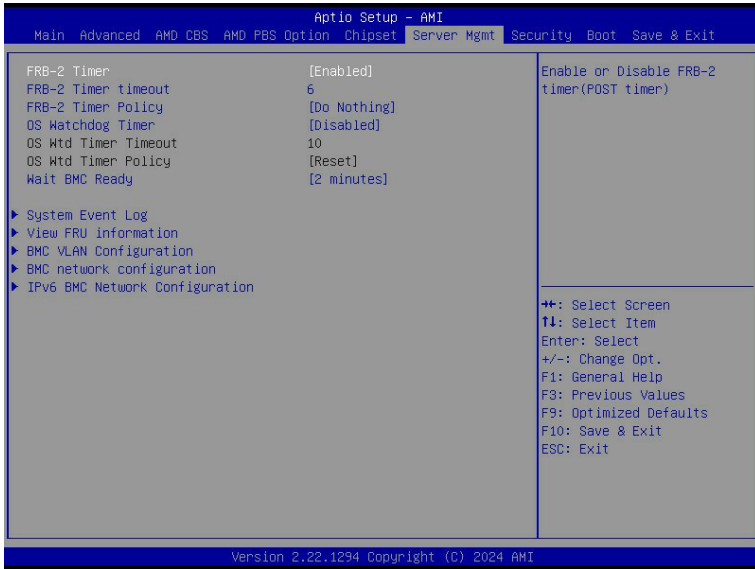 Aptio Setup – AMI
Main Advanced AMD CBS AMD PBS Option Chipset Server Mgmt Security Boot Save & Exit
FRB-2 Timer [Enabled]
FRB-2 Timer timeout 6
FRB-2 Timer Policy [Do Nothing]
OS Watchdog Timer [Disabled]
OS Wtd Timer Timeout 10
OS Wtd Timer Policy [Reset]
Wait BMC Ready [2 minutes]
System Event Log
View FRU information
BMC VLAN Configuration
BMC network configuration
IPv6 BMC Network Configuration
Enable or Disable FRB-2
timer(POST timer)
→←: Select Screen
↑↓: Select Item
Enter: Select
+/-: Change Opt.
F1: General Help
F3: Previous Values
F9: Optimized Defaults
F10: Save & Exit
ESC: Exit
Version 2.22.1294 Copyright (C) 2024 AMI